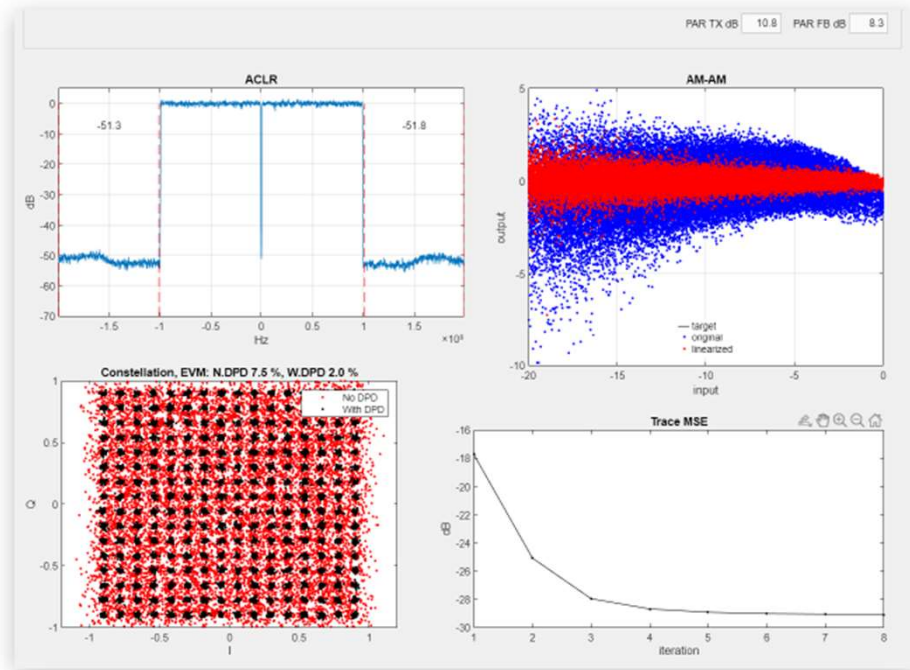 PAR TX dB 10.8 PAR FB dB 8.3
ACLR
0
-10
-20
-30
-40
-50
-60
-70
dB
-51.3
-51.8
-1.5 -1 -0.5 0 0.5 1 1.5
×10⁸
Hz
AM-AM
5
0
-5
-10
output
target
original
linearized
-20 -15 -10 -5 0
input
Constellation, EVM: N.DPD 7.5 %, W.DPD 2.0 %
1
0.5
0
-0.5
-1
Q
No DPD
With DPD
-1 -0.5 0 0.5 1
I
Trace MSE
-16
-18
-20
-22
-24
-26
-28
-30
dB
1 2 3 4 5 6 7 8
iteration